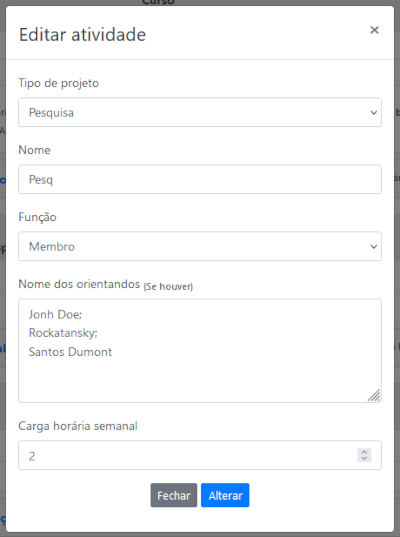 Curso
Editar atividade
×
Tipo de projeto
Pesquisa
Nome
Pesq
Função
Membro
Nome dos orientandos (Se houver)
Jonh Doe;
Rockatansky;
Santos Dumont
Carga horária semanal
2
Fechar Alterar